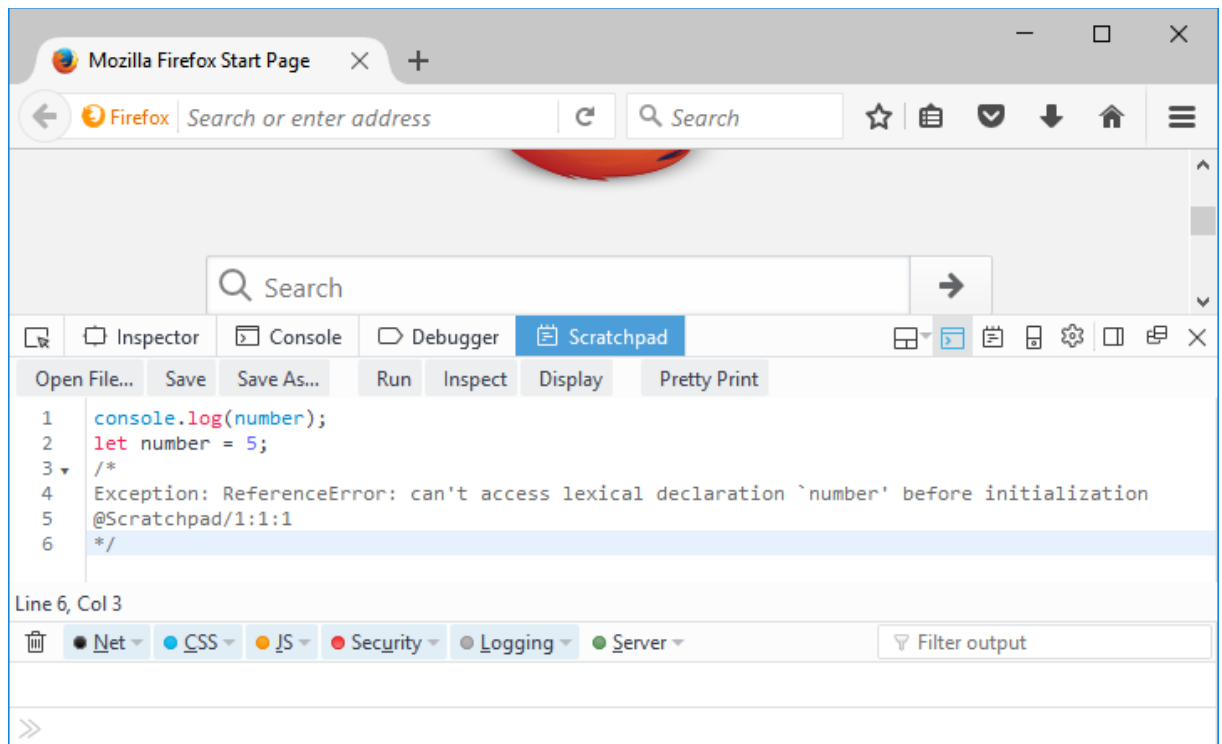 Mozilla Firefox Start Page
Firefox Search or enter address Search
Search
Inspector Console Debugger Scratchpad
Open File... Save Save As... Run Inspect Display Pretty Print
1 console.log(number);
2 let number = 5;
3 /*
4 Exception: ReferenceError: can't access lexical declaration `number' before initialization
5 @Scratchpad/1:1:1
6 */
Line 6, Col 3
Net CSS JS Security Logging Server Filter output